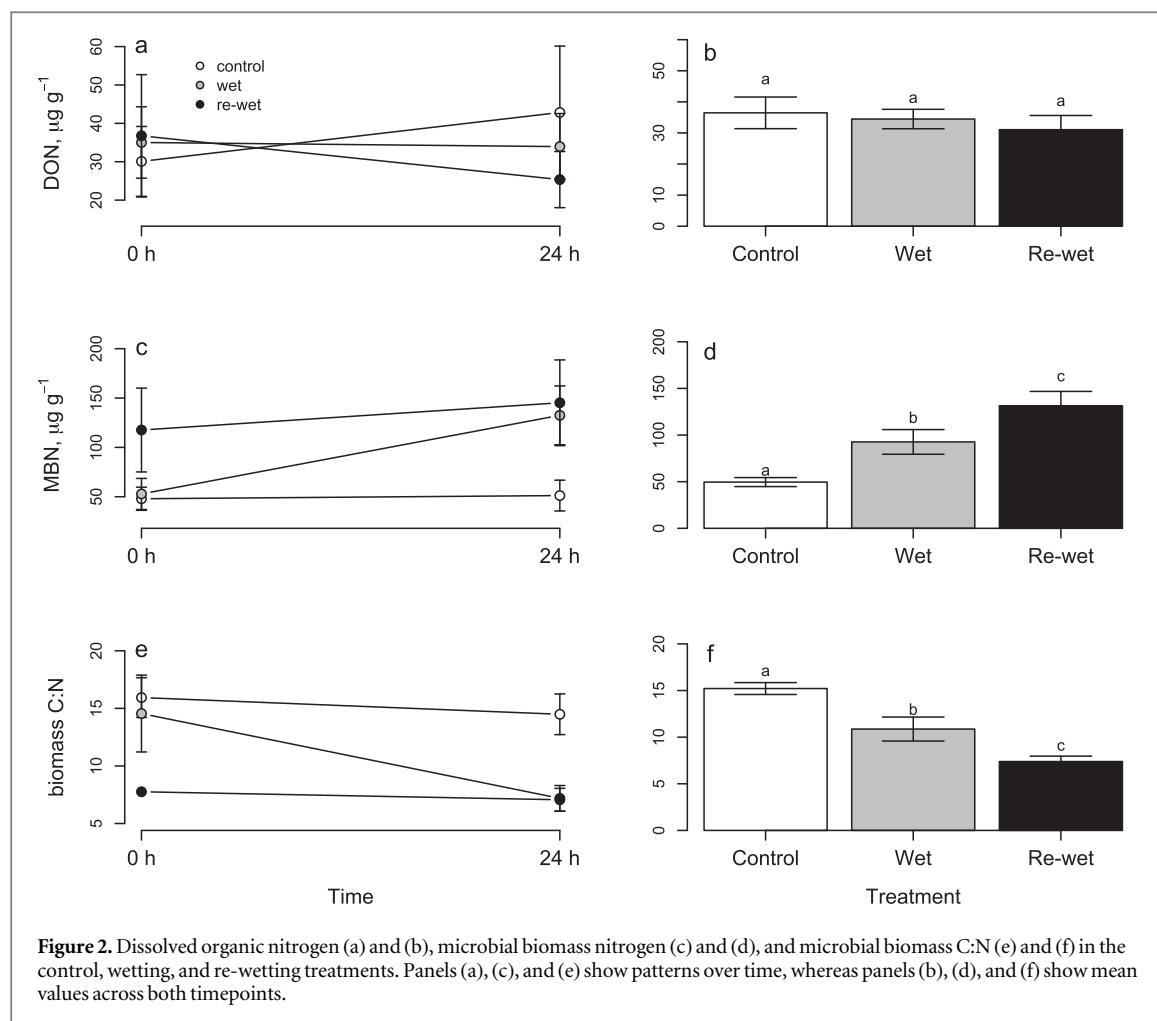 a
control
wet
re-wet
DON, μg g⁻¹
60
50
40
30
20
0 h
24 h
b
50
30
10
0
a
a
a
Control
Wet
Re-wet
c
MBN, μg g⁻¹
200
150
100
50
0 h
24 h
d
200
150
100
50
0
a
b
c
Control
Wet
Re-wet
e
biomass C:N
20
15
10
5
0 h
24 h
Time
f
20
15
10
5
0
a
b
c
Control
Wet
Re-wet
Treatment
Figure 2. Dissolved organic nitrogen (a) and (b), microbial biomass nitrogen (c) and (d), and microbial biomass C:N (e) and (f) in the
control, wetting, and re-wetting treatments. Panels (a), (c), and (e) show patterns over time, whereas panels (b), (d), and (f) show mean
values across both timepoints.